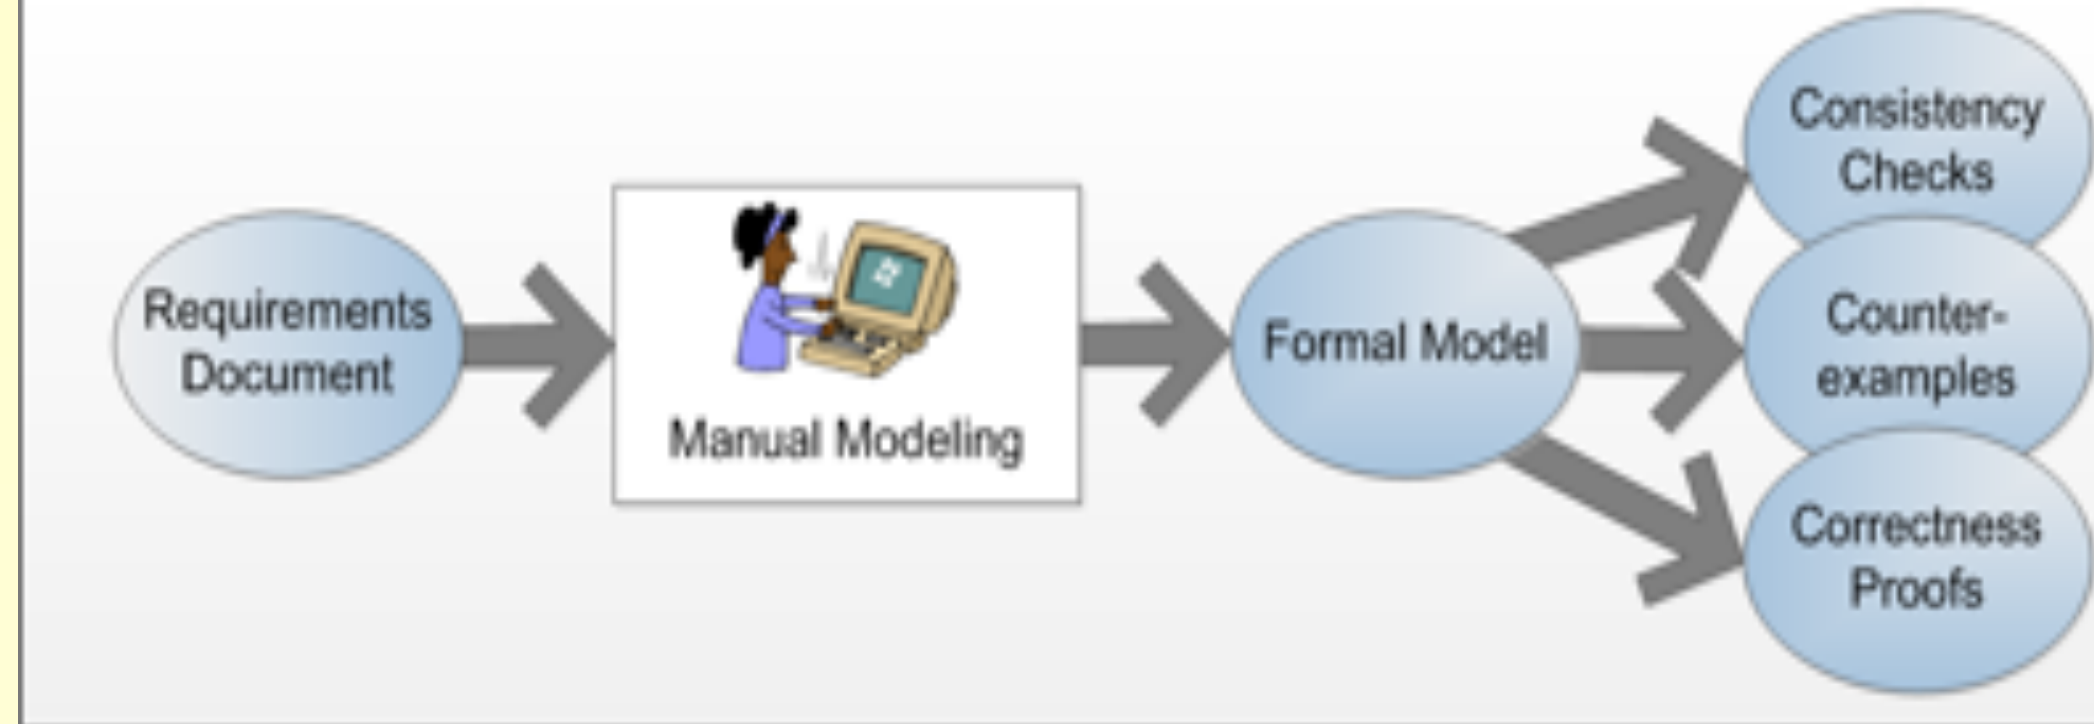 Requirements
Document
Manual Modeling
Formal Model
Consistency
Checks
Counter-
examples
Correctness
Proofs